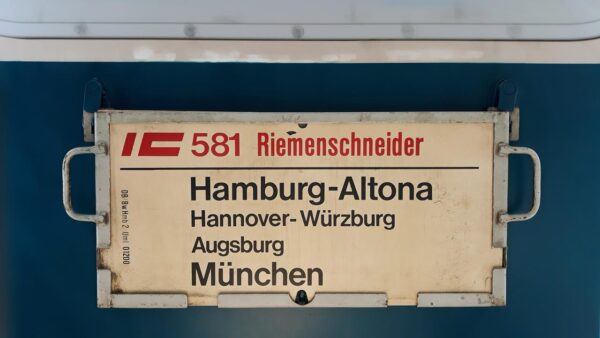 IC 581 Riemenschneider
Hamburg-Altona
Hannover-Würzburg
Augsburg
München